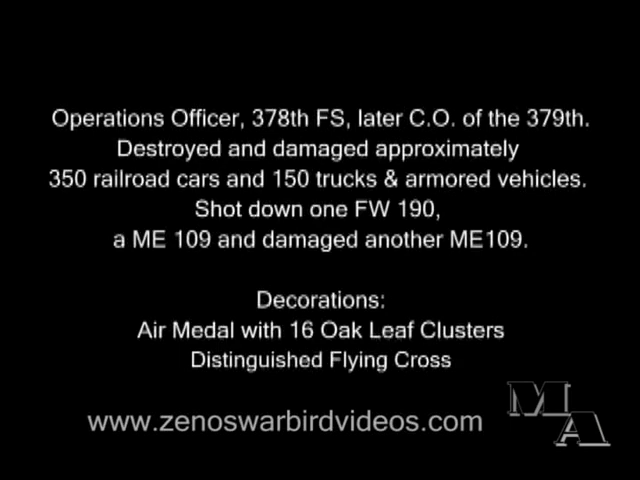 Operations Officer, 378th FS, later C.O. of the 379th.
Destroyed and damaged approximately
350 railroad cars and 150 trucks & armored vehicles.
Shot down one FW 190,
a ME 109 and damaged another ME109.
Decorations:
Air Medal with 16 Oak Leaf Clusters
Distinguished Flying Cross
www.zenoswarbirdvideos.com
MA